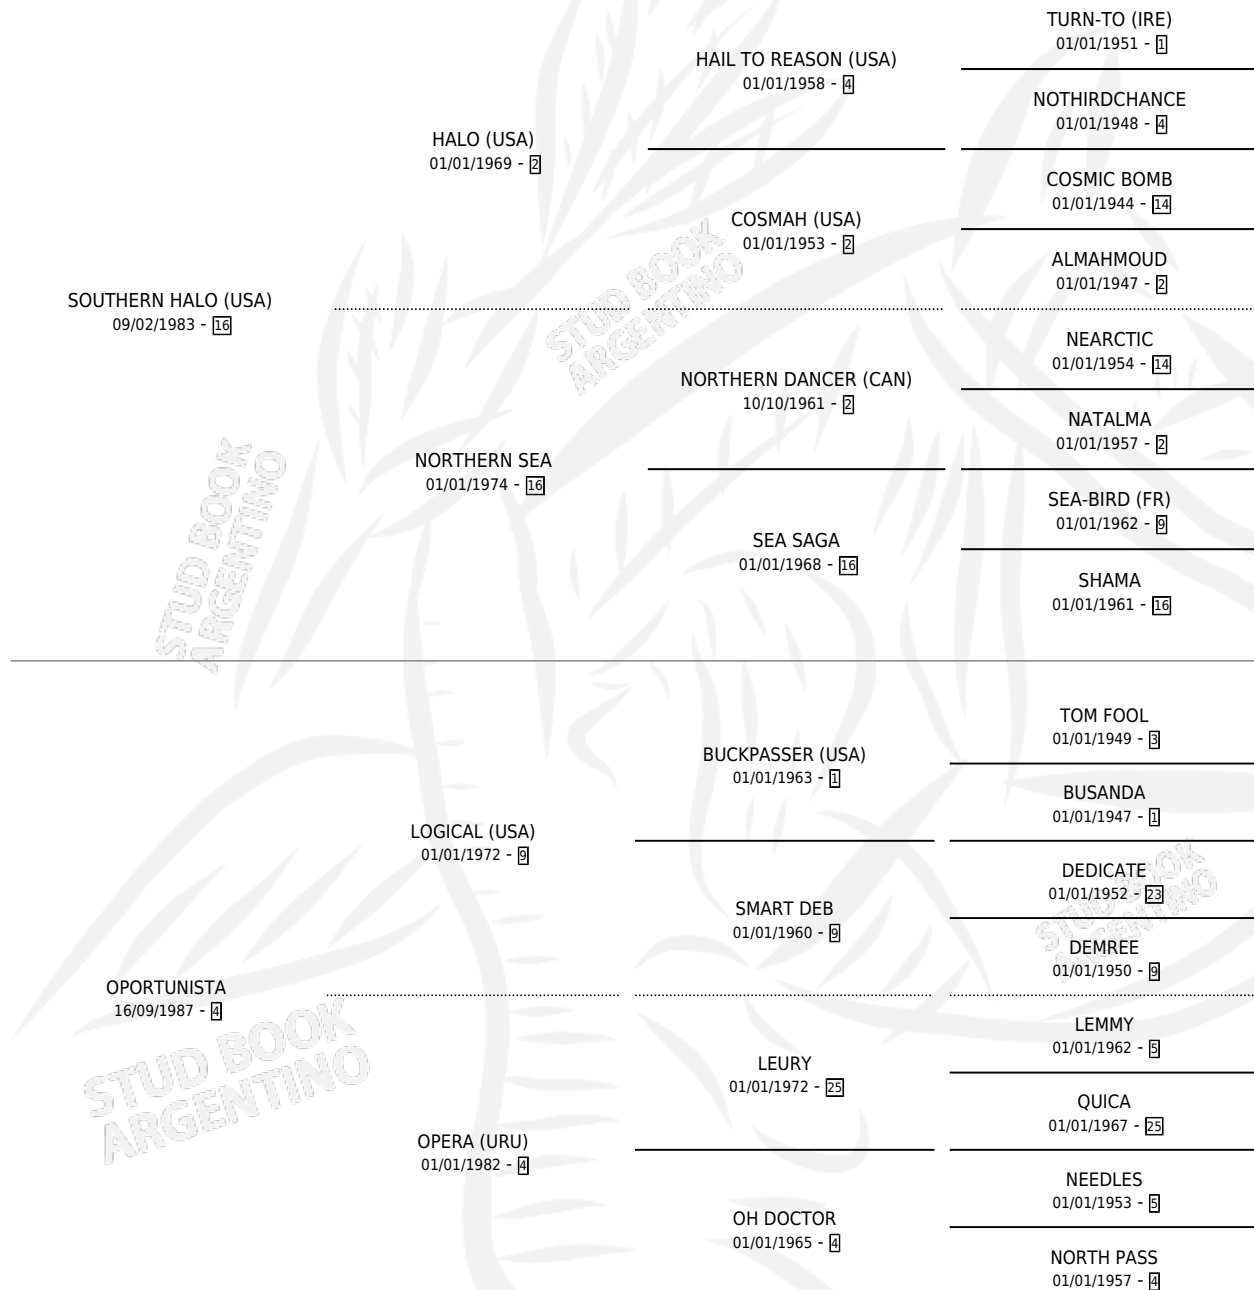 TURN-TO (IRE)
01/01/1951 - 1
HAIL TO REASON (USA)
01/01/1958 - 4
NOTHIRDCHANCE
01/01/1948 - 4
HALO (USA)
01/01/1969 - 2
COSMIC BOMB
01/01/1944 - 14
COSMAH (USA)
01/01/1953 - 2
ALMAHMOUD
01/01/1947 - 2
SOUTHERN HALO (USA)
09/02/1983 - 16
STUD BOOK
ARGENTINO
NEARCTIC
01/01/1954 - 14
NORTHERN DANCER (CAN)
10/10/1961 - 2
NATALMA
01/01/1957 - 2
NORTHERN SEA
01/01/1974 - 16
SEA-BIRD (FR)
01/01/1962 - 9
SEA SAGA
01/01/1968 - 16
SHAMA
01/01/1961 - 16
STUD BOOK
ARGENTINO
TOM FOOL
01/01/1949 - 3
BUCKPASSER (USA)
01/01/1963 - 1
BUSANDA
01/01/1947 - 1
LOGICAL (USA)
01/01/1972 - 9
DEDICATE
01/01/1952 - 23
SMART DEB
01/01/1960 - 9
STUD BOOK
ARGENTINO
DEMREE
01/01/1950 - 9
OPORTUNISTA
16/09/1987 - 4
LEMMY
01/01/1962 - 5
STUD BOOK
ARGENTINO
LEURY
01/01/1972 - 25
QUICA
01/01/1967 - 25
OPERA (URU)
01/01/1982 - 4
NEEDLES
01/01/1953 - 5
OH DOCTOR
01/01/1965 - 4
NORTH PASS
01/01/1957 - 4